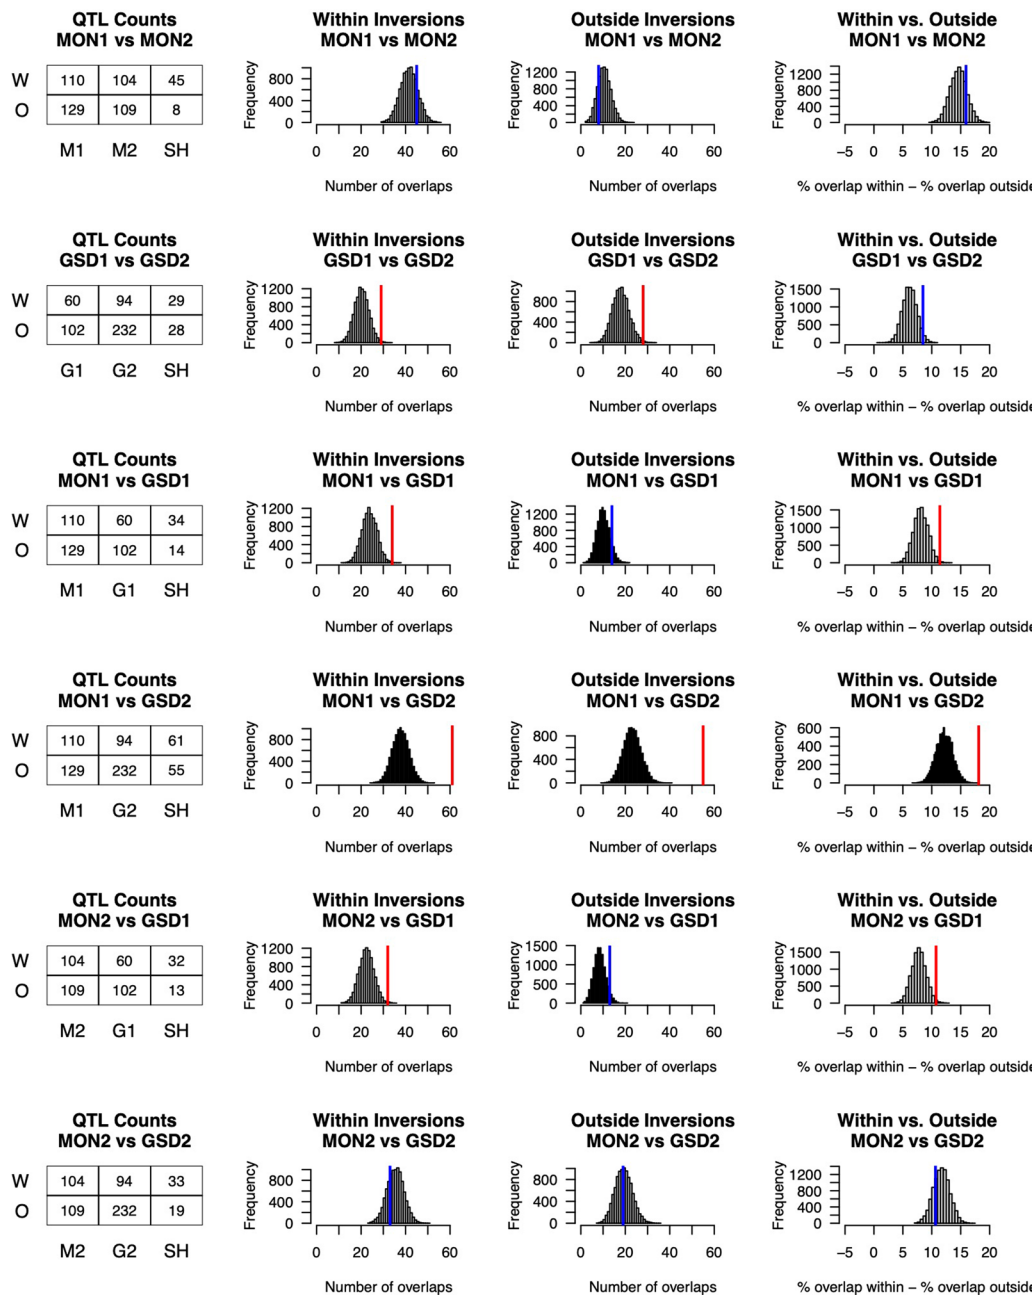 QTL Counts
MON1 vs MON2
W 110 104 45
O 129 109 8
M1 M2 SH
Within Inversions
MON1 vs MON2
Frequency
800
400
0
0 20 40 60
Number of overlaps
Outside Inversions
MON1 vs MON2
Frequency
1200
800
400
0
0 20 40 60
Number of overlaps
Within vs. Outside
MON1 vs MON2
Frequency
1200
800
400
0
−5 0 5 10 15 20
% overlap within − % overlap outside
QTL Counts
GSD1 vs GSD2
W 60 94 29
O 102 232 28
G1 G2 SH
Within Inversions
GSD1 vs GSD2
Frequency
1200
800
400
0
0 20 40 60
Number of overlaps
Outside Inversions
GSD1 vs GSD2
Frequency
800
400
0
0 20 40 60
Number of overlaps
Within vs. Outside
GSD1 vs GSD2
Frequency
1500
1000
500
0
−5 0 5 10 15 20
% overlap within − % overlap outside
QTL Counts
MON1 vs GSD1
W 110 60 34
O 129 102 14
M1 G1 SH
Within Inversions
MON1 vs GSD1
Frequency
1200
800
400
0
0 20 40 60
Number of overlaps
Outside Inversions
MON1 vs GSD1
Frequency
1200
800
400
0
0 20 40 60
Number of overlaps
Within vs. Outside
MON1 vs GSD1
Frequency
1500
1000
500
0
−5 0 5 10 15 20
% overlap within − % overlap outside
QTL Counts
MON1 vs GSD2
W 110 94 61
O 129 232 55
M1 G2 SH
Within Inversions
MON1 vs GSD2
Frequency
800
400
0
0 20 40 60
Number of overlaps
Outside Inversions
MON1 vs GSD2
Frequency
800
400
0
0 20 40 60
Number of overlaps
Within vs. Outside
MON1 vs GSD2
Frequency
600
400
200
0
−5 0 5 10 15 20
% overlap within − % overlap outside
QTL Counts
MON2 vs GSD1
W 104 60 32
O 109 102 13
M2 G1 SH
Within Inversions
MON2 vs GSD1
Frequency
1200
800
400
0
0 20 40 60
Number of overlaps
Outside Inversions
MON2 vs GSD1
Frequency
1500
1000
500
0
0 20 40 60
Number of overlaps
Within vs. Outside
MON2 vs GSD1
Frequency
1500
1000
500
0
−5 0 5 10 15 20
% overlap within − % overlap outside
QTL Counts
MON2 vs GSD2
W 104 94 33
O 109 232 19
M2 G2 SH
Within Inversions
MON2 vs GSD2
Frequency
800
400
0
0 20 40 60
Number of overlaps
Outside Inversions
MON2 vs GSD2
Frequency
800
400
0
0 20 40 60
Number of overlaps
Within vs. Outside
MON2 vs GSD2
Frequency
1200
800
400
0
−5 0 5 10 15 20
% overlap within − % overlap outside